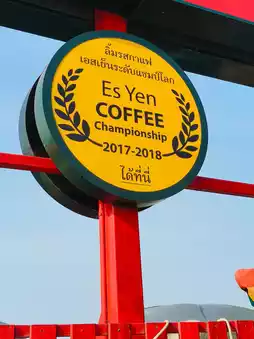 ลิ้มรสกาแฟ
เอสเย็นระดับแชมป์โลก
Es Yen
COFFEE
Championship
2017-2018
ได้ที่นี่